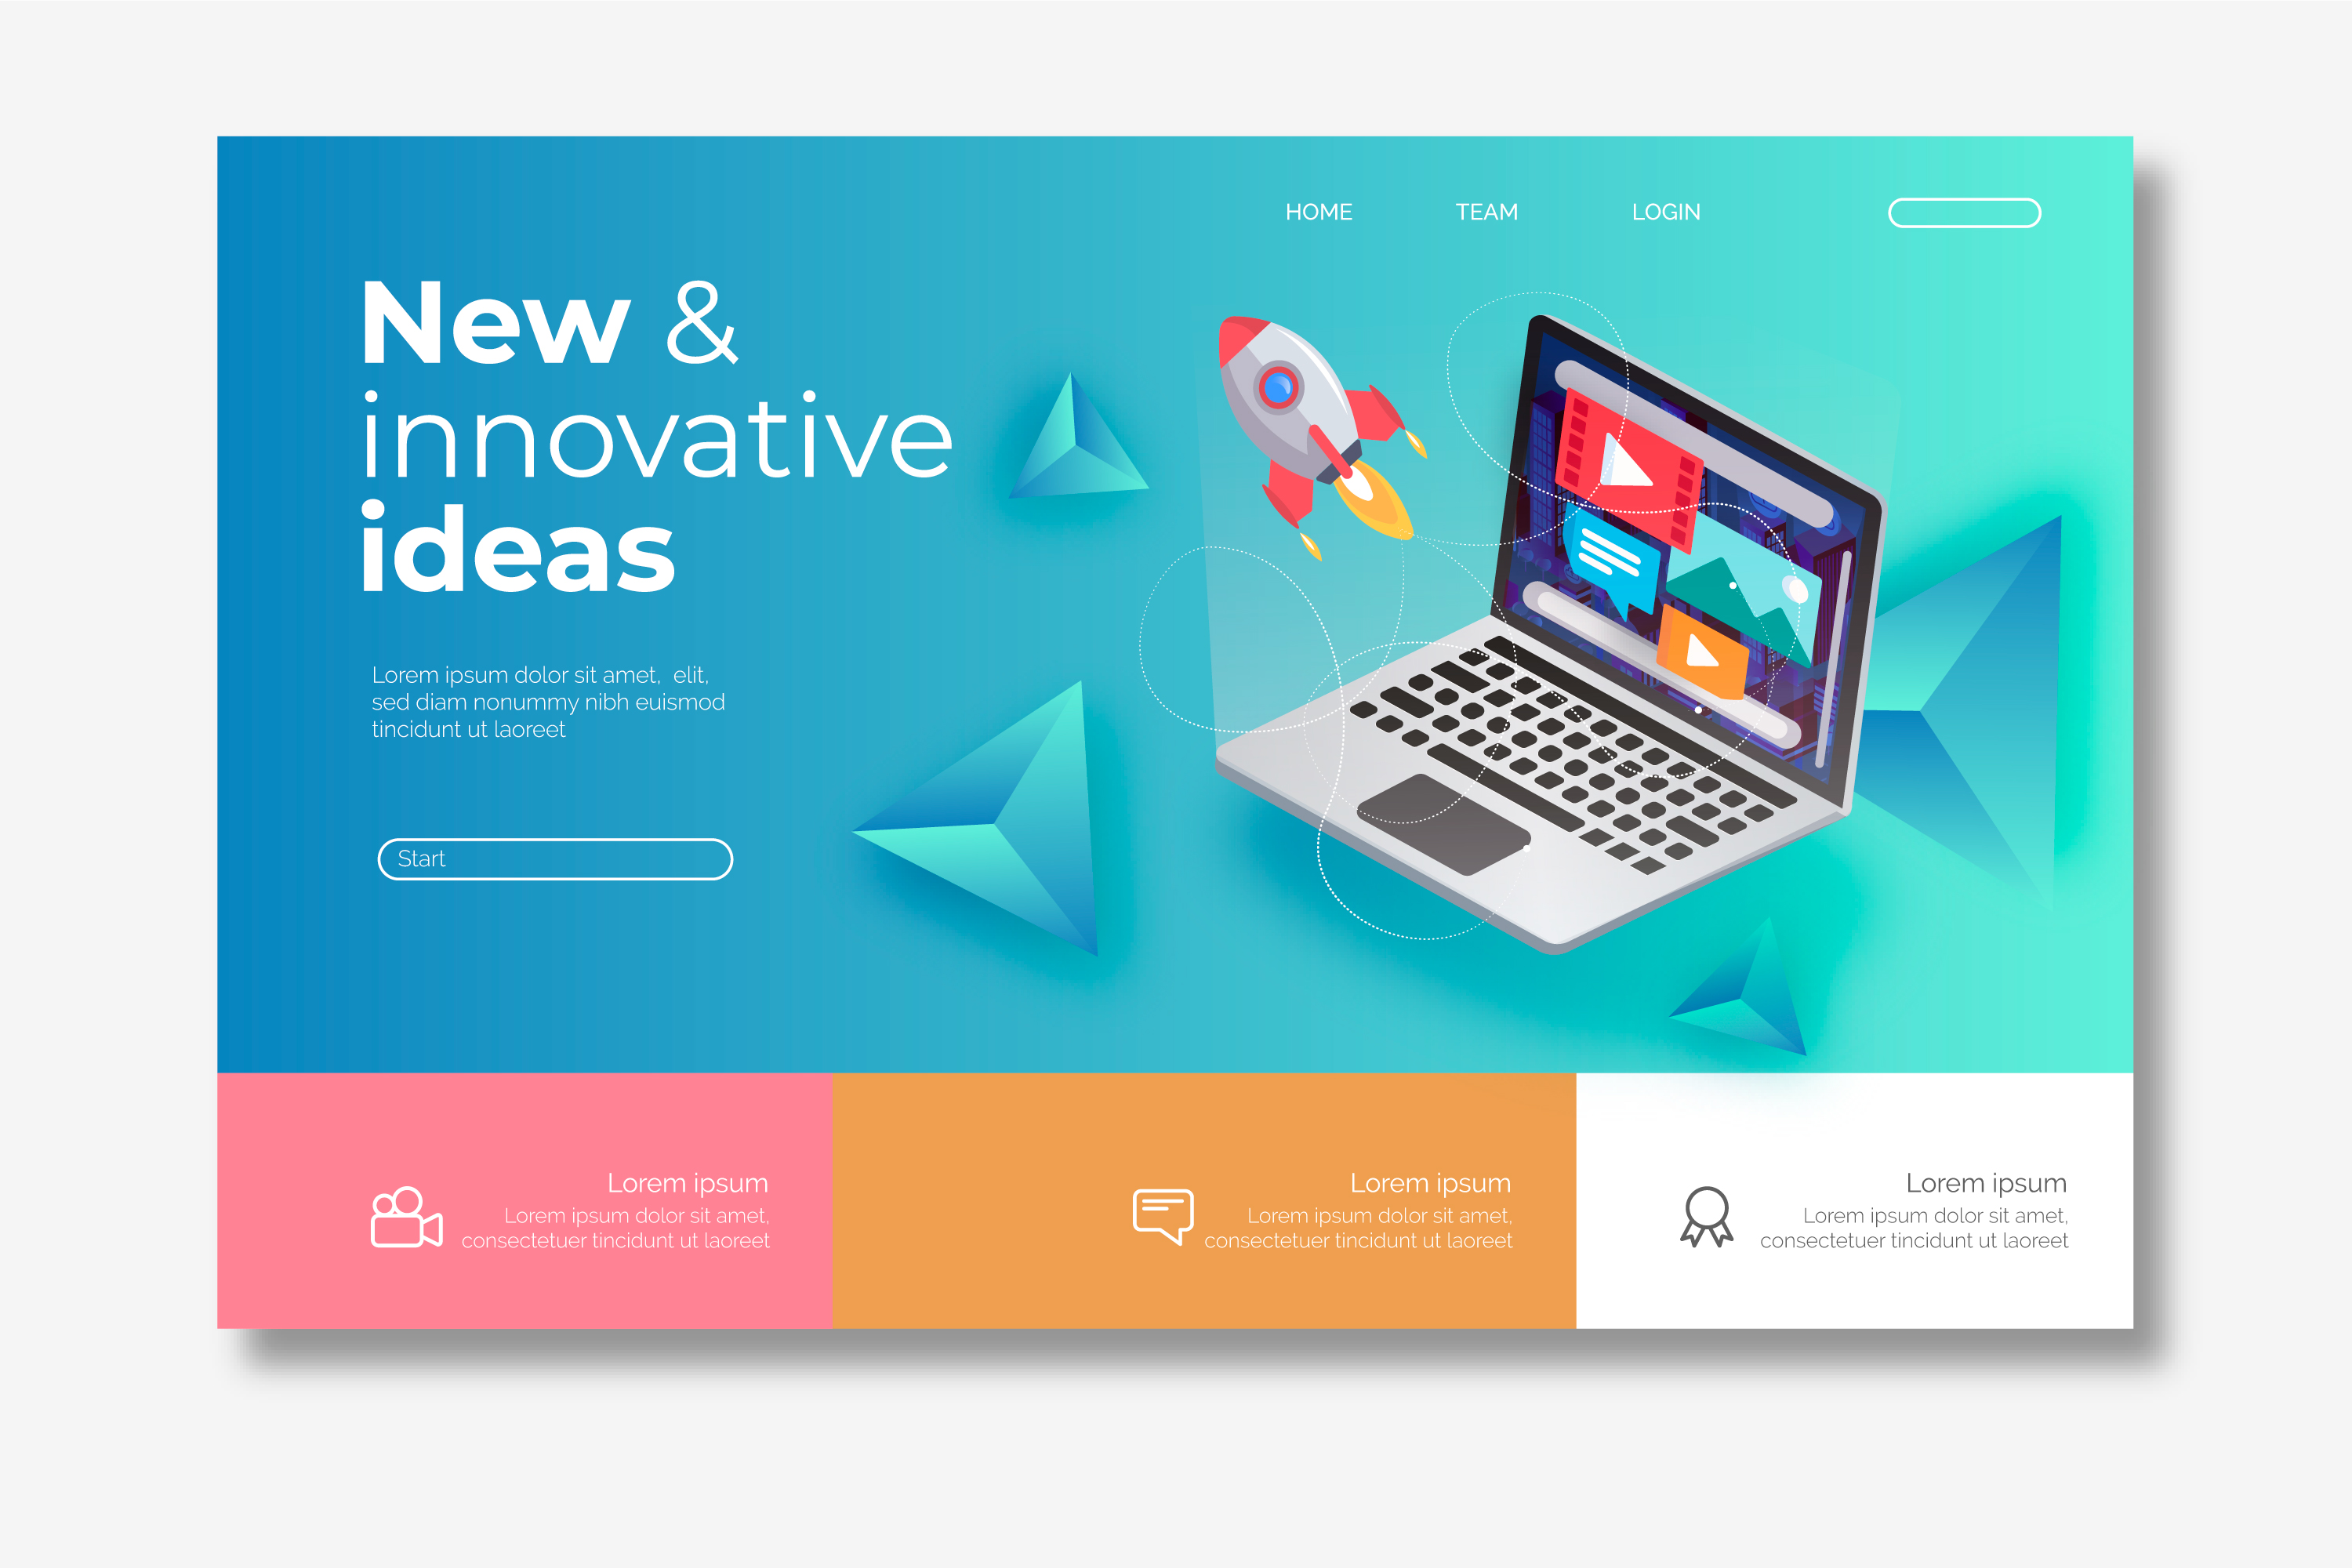 HOME TEAM LOGIN
New &
innovative
ideas
Lorem ipsum dolor sit amet,  elit,
sed diam nonummy nibh euismod
tincidunt ut laoreet
Start
Lorem ipsum
Lorem ipsum dolor sit amet,
consectetuer tincidunt ut laoreet
Lorem ipsum
Lorem ipsum dolor sit amet,
consectetuer tincidunt ut laoreet
Lorem ipsum
Lorem ipsum dolor sit amet,
consectetuer tincidunt ut laoreet